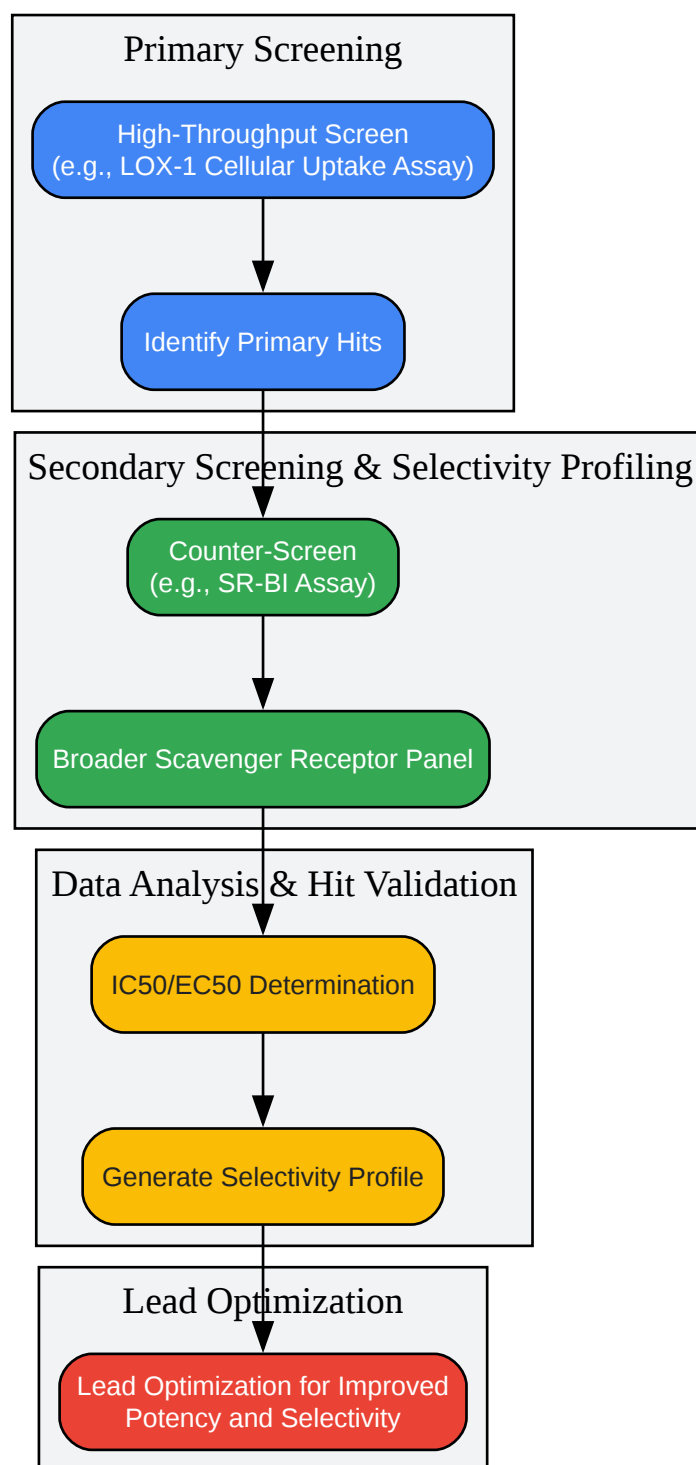 Primary Screening
High-Throughput Screen
(e.g., LOX-1 Cellular Uptake Assay)
Identify Primary Hits
Secondary Screening & Selectivity Profiling
Counter-Screen
(e.g., SR-BI Assay)
Broader Scavenger Receptor Panel
Data Analysis & Hit Validation
IC50/EC50 Determination
Generate Selectivity Profile
Lead Optimization
Lead Optimization for Improved
Potency and Selectivity